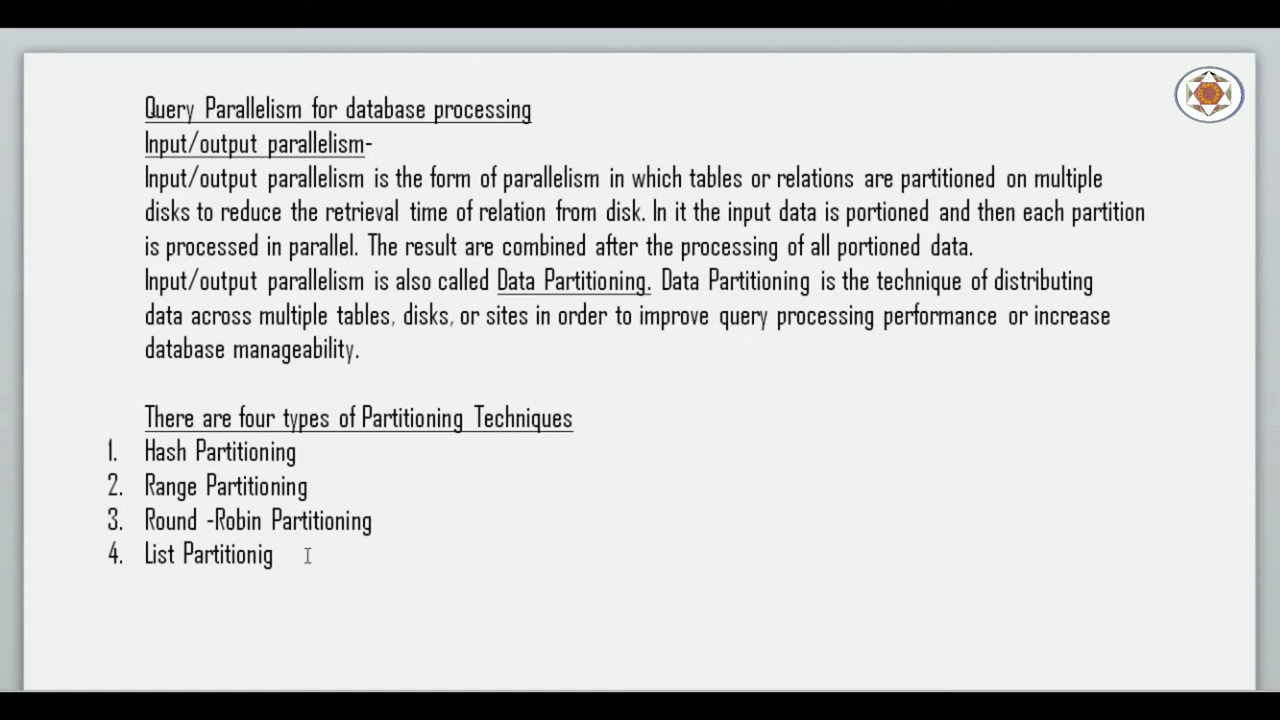 Query Parallelism for database processing
Input/output parallelism-
Input/output parallelism is the form of parallelism in which tables or relations are partitioned on multiple
disks to reduce the retrieval time of relation from disk. In it the input data is portioned and then each partition
is processed in parallel. The result are combined after the processing of all portioned data.
Input/output parallelism is also called Data Partitioning. Data Partitioning is the technique of distributing
data across multiple tables, disks, or sites in order to improve query processing performance or increase
database manageability.
There are four types of Partitioning Techniques
1. Hash Partitioning
2. Range Partitioning
3. Round -Robin Partitioning
4. List Partitionig